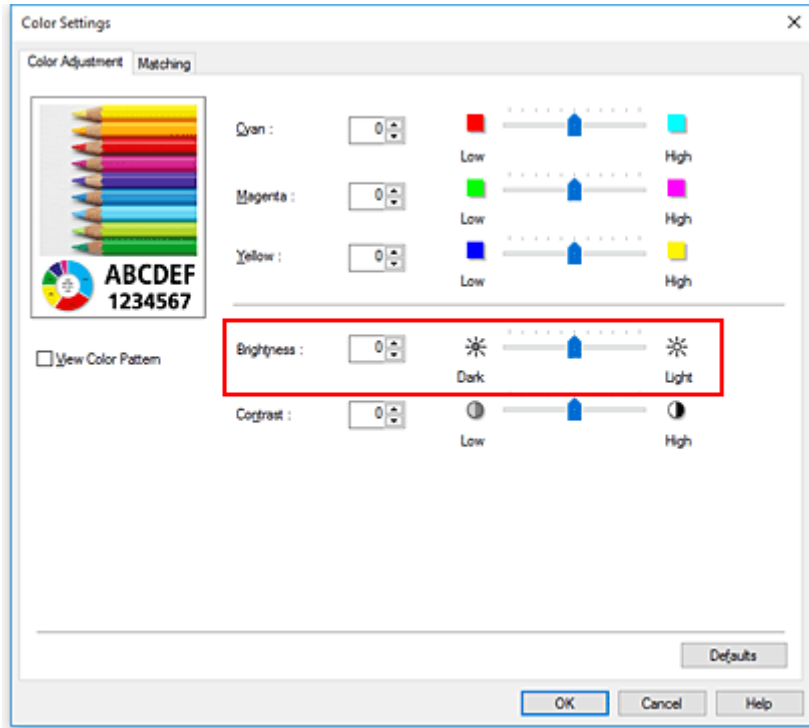 Color Settings
Color Adjustment Matching
Cyan : 0
Low High
Magenta : 0
Low High
Yellow : 0
Low High
ABCDEF
1234567
View Color Pattern
Brightness : 0
Dark Light
Contrast : 0
Low High
Defaults
OK Cancel Help